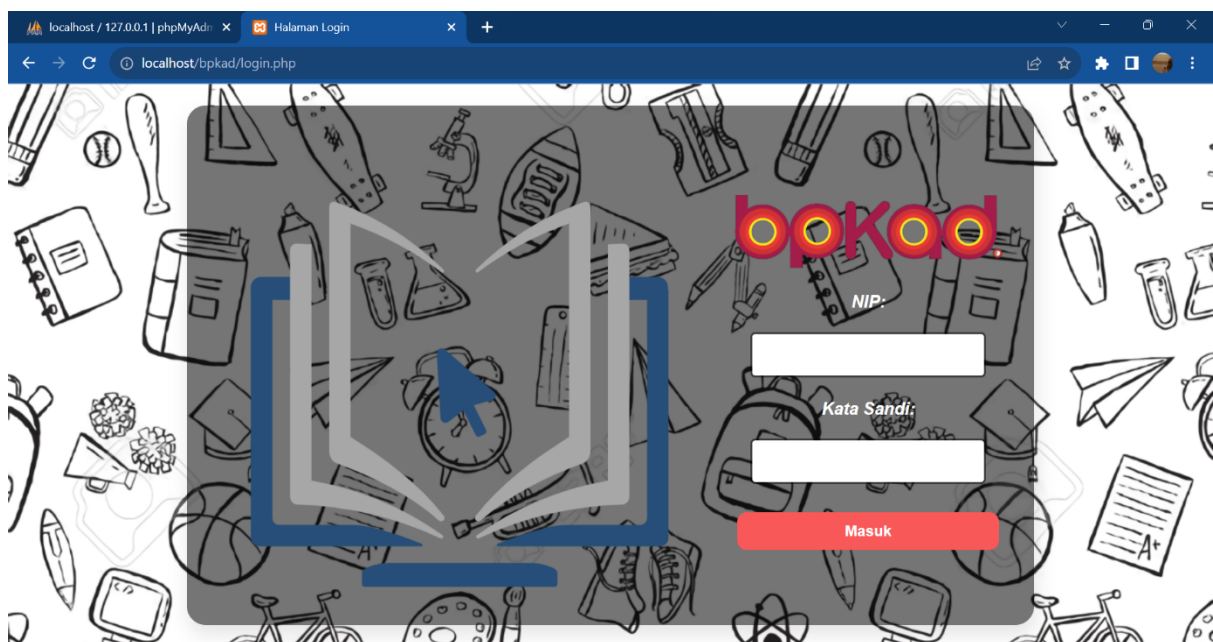 localhost / 127.0.0.1 | phpMyAdn
Halaman Login
localhost/bpkad/login.php
bpkad.
NIP:
Kata Sandi:
Masuk
A+
A+